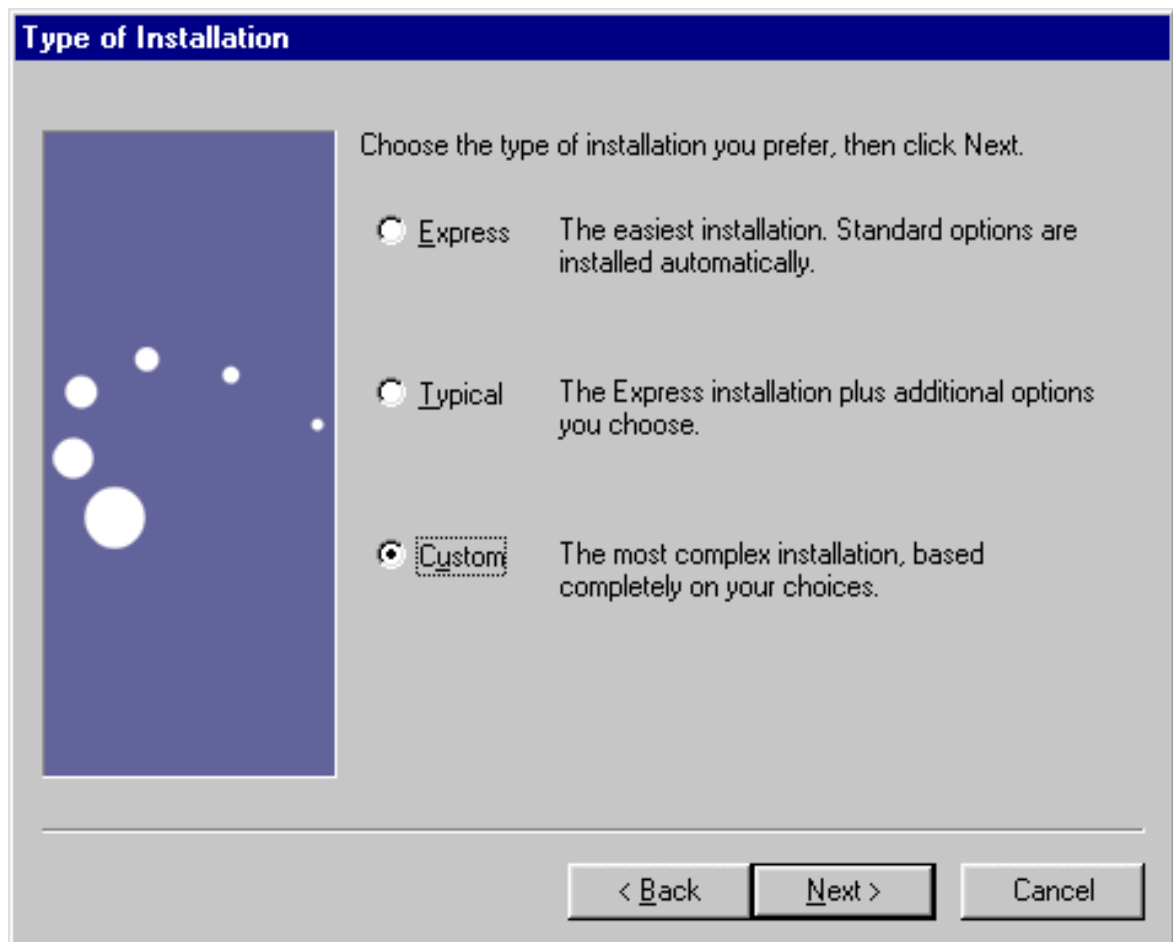 Type of Installation
Choose the type of installation you prefer, then click Next.
Express
The easiest installation. Standard options are
installed automatically.
Typical
The Express installation plus additional options
you choose.
Custom
The most complex installation, based
completely on your choices.
< Back
Next >
Cancel